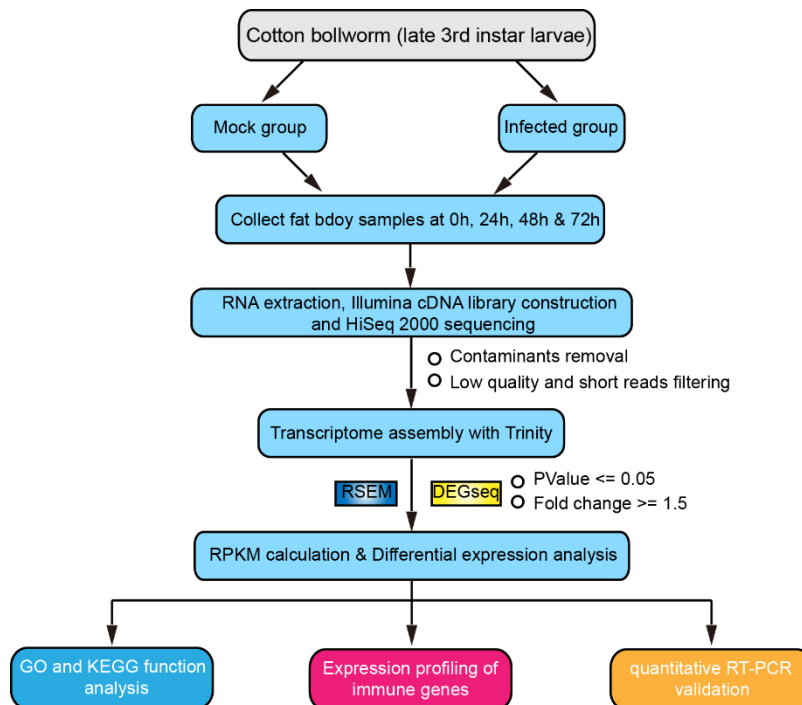 Cotton bollworm (late 3rd instar larvae)
Mock group
Infected group
Collect fat bdoy samples at 0h, 24h, 48h & 72h
RNA extraction, Illumina cDNA library construction
and HiSeq 2000 sequencing
Contaminants removal
Low quality and short reads filtering
Transcriptome assembly with Trinity
RSEM
DEGseq
PValue <= 0.05
Fold change >= 1.5
RPKM calculation & Differential expression analysis
GO and KEGG function
analysis
Expression profiling of
immune genes
quantitative RT-PCR
validation